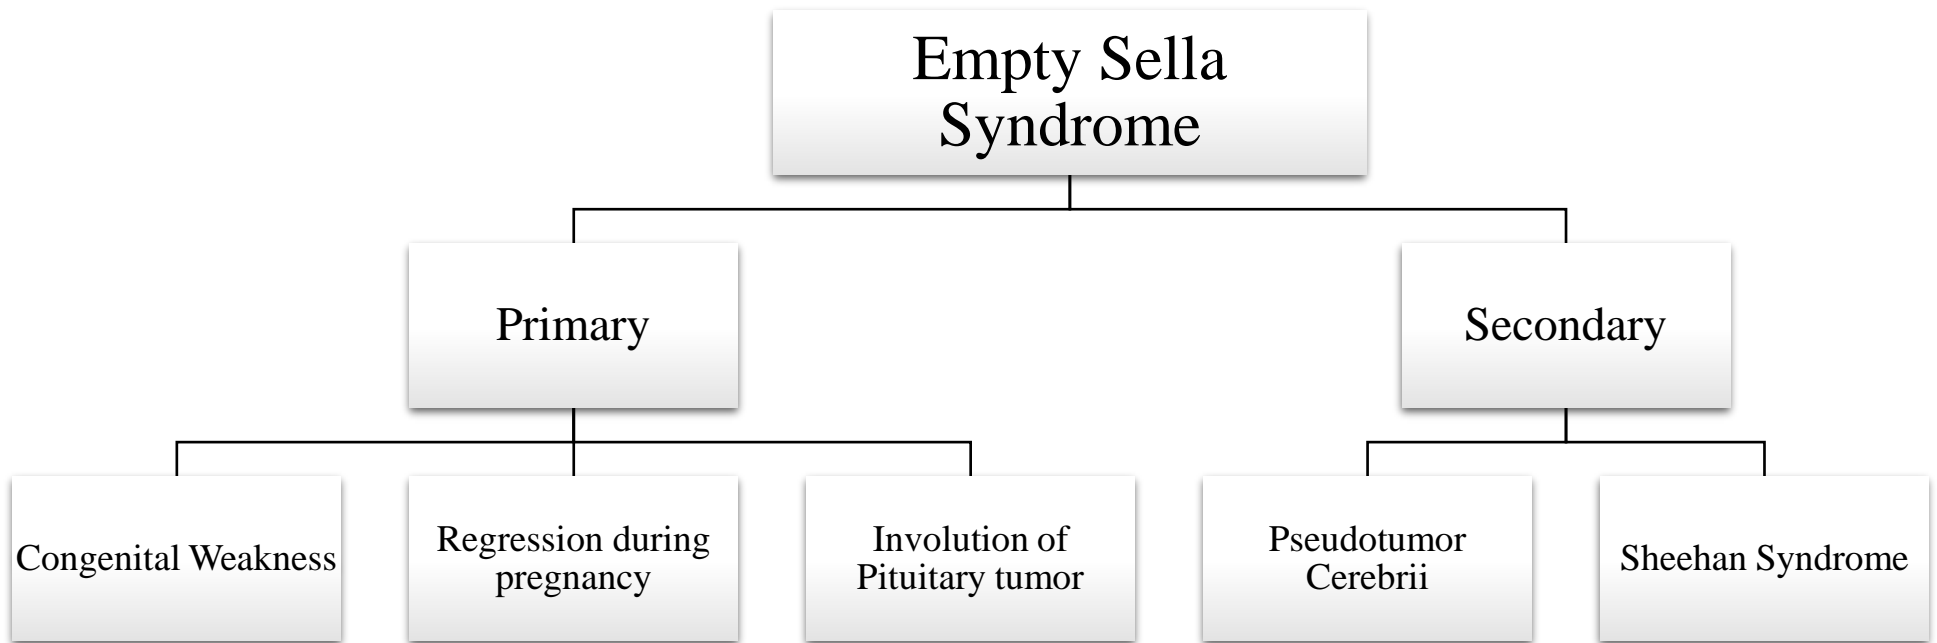 Empty Sella
Syndrome
Primary
Secondary
Congenital Weakness
Regression during
pregnancy
Involution of
Pituitary tumor
Pseudotumor
Cerebrii
Sheehan Syndrome